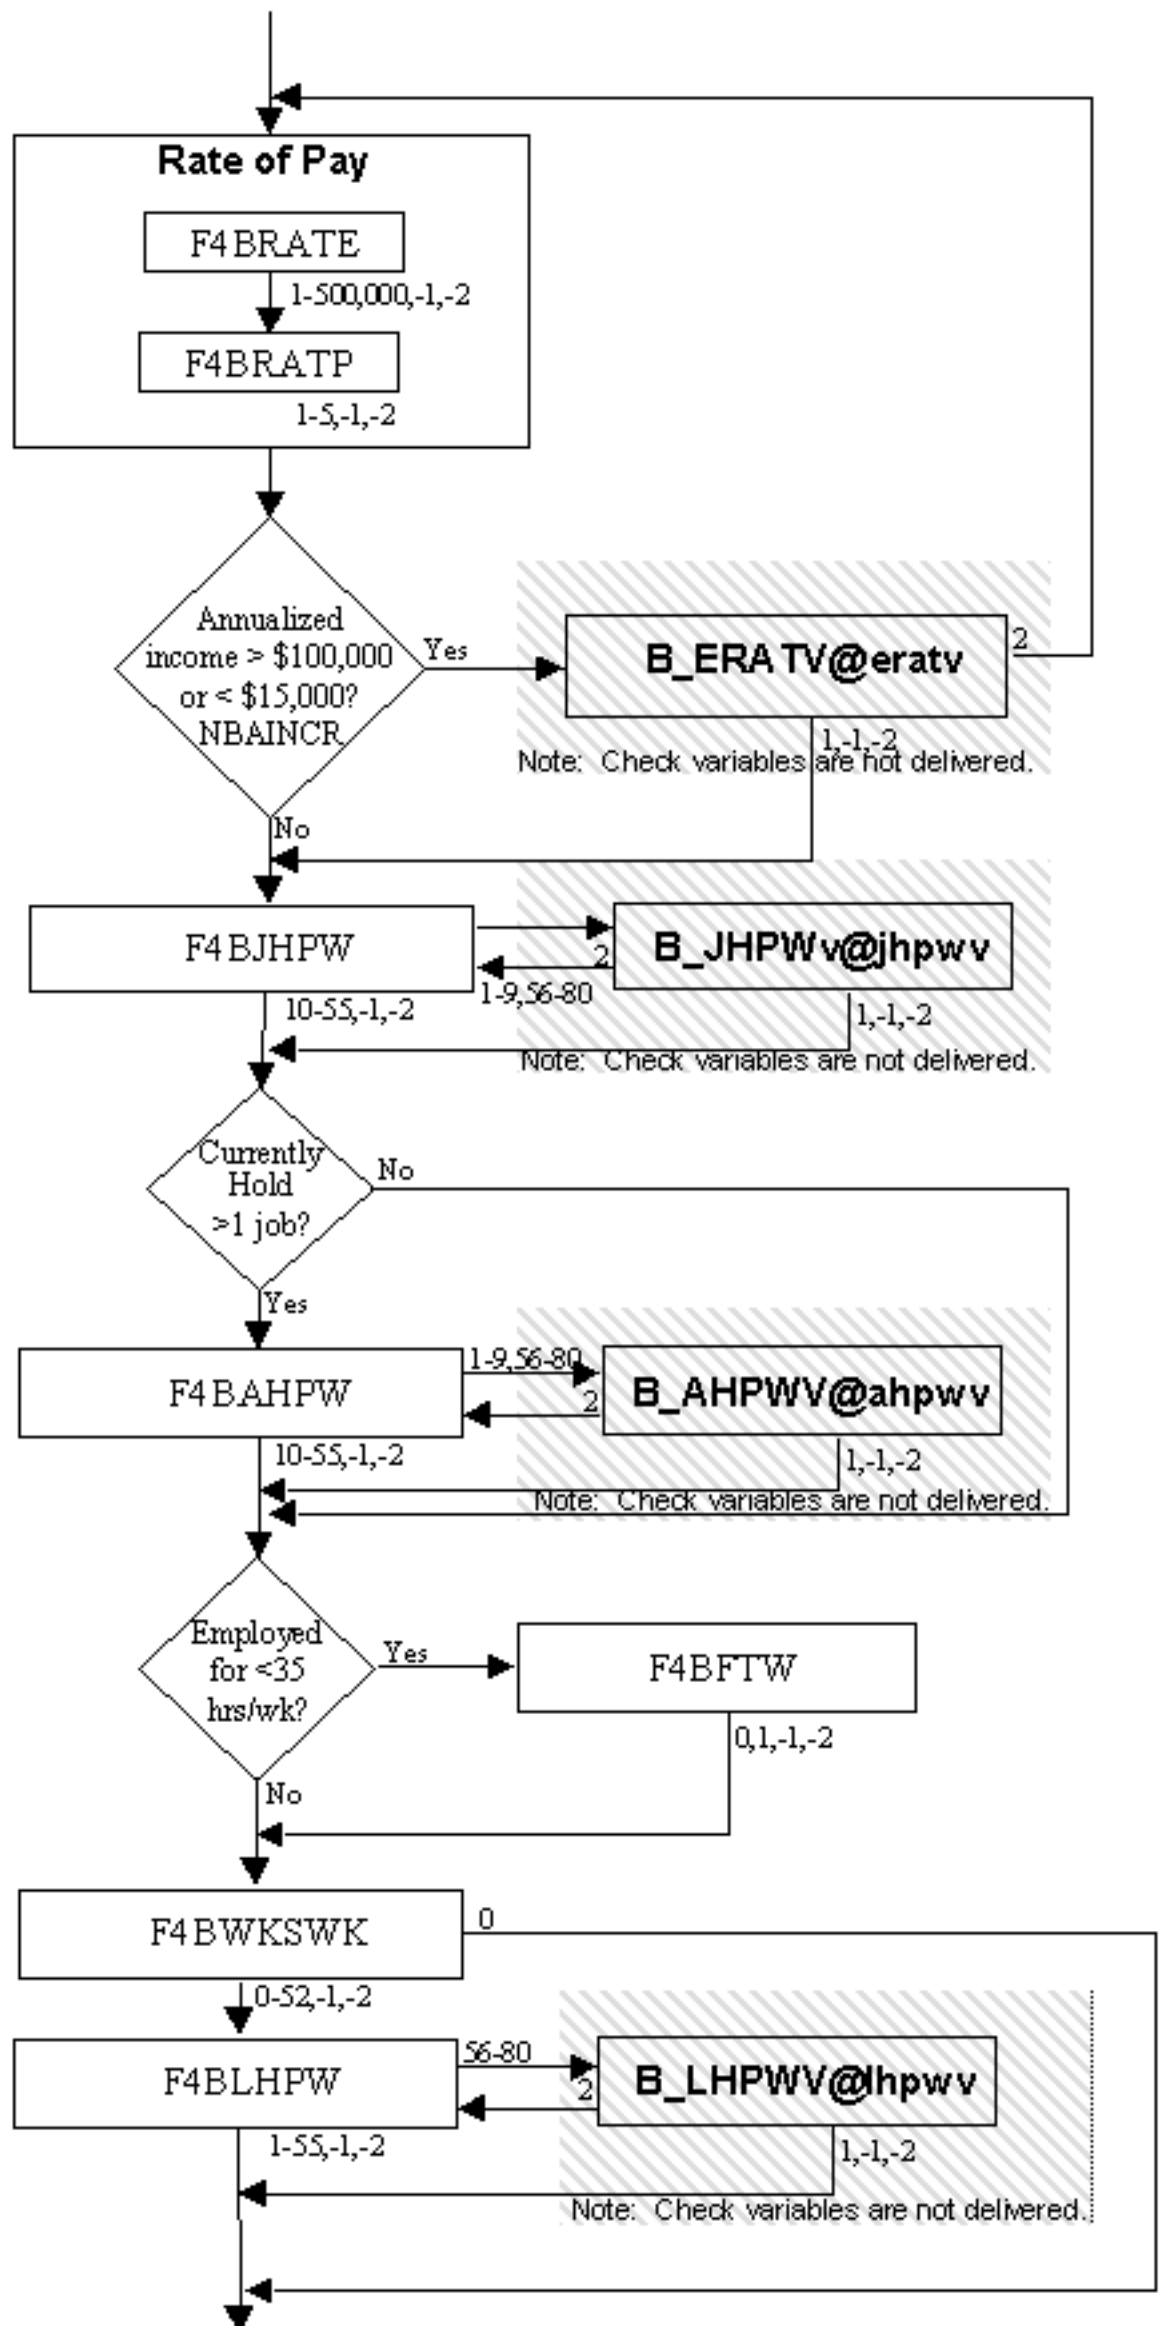 Rate of Pay
F4BRATE
1-500,000,-1,-2
F4BRATP
1-5,-1,-2
Annualized
income > $100,000
or < $15,000?
NBAINCR
Yes
B_ERATV@eratv
2
1,-1,-2
Note: Check variables are not delivered.
No
F4BJHPW
B_JHPWv@jhpwv
2
1-9,56-80
10-55,-1,-2
1,-1,-2
Note: Check variables are not delivered.
Currently
Hold
>1 job?
No
Yes
F4BAHPW
1-9,56-80
B_AHPWV@ahpwv
2
10-55,-1,-2
1,-1,-2
Note: Check variables are not delivered.
Employed
for <35
hrs/wk?
Yes
F4BFTW
0,1,-1,-2
No
F4BWKSWK
0
0-52,-1,-2
F4BLHPW
56-80
B_LHPWV@lhpwv
2
1-55,-1,-2
1,-1,-2
Note: Check variables are not delivered.